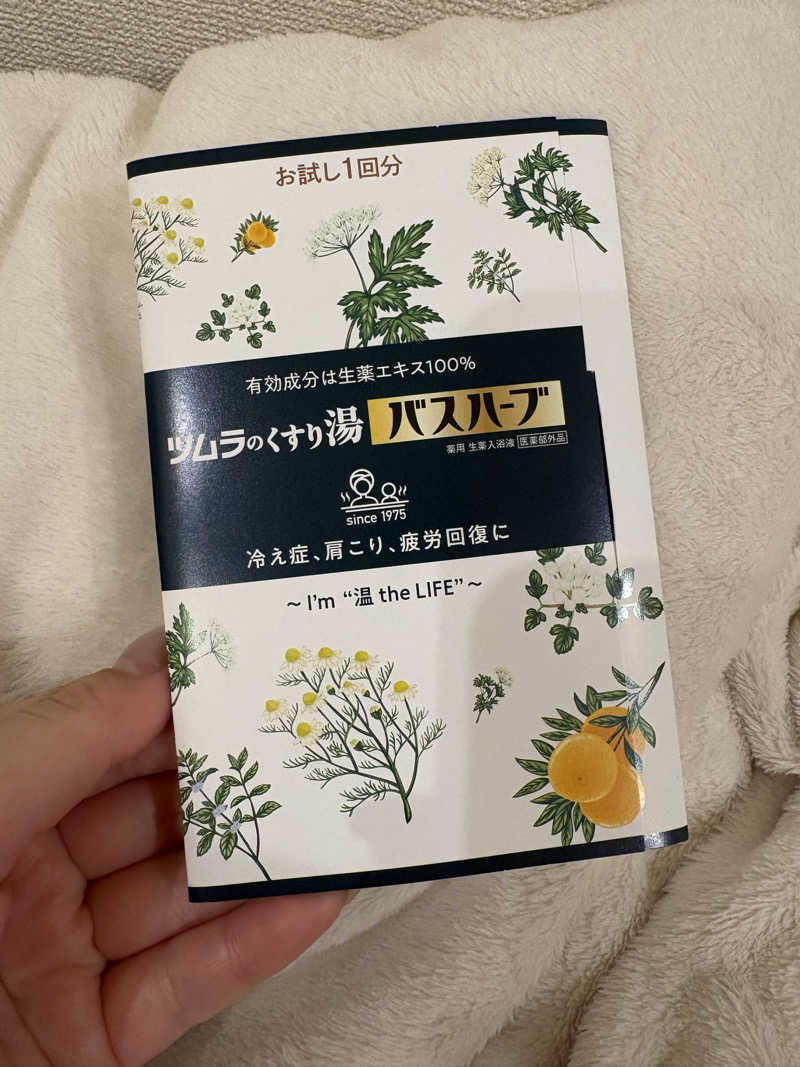 お試し1回分
有効成分は生薬エキス100%
ツムラのくすり湯 バスハーブ
薬用 生薬入浴液 医薬部外品
since 1975
冷え症、肩こり、疲労回復に
～I'm “温 the LIFE”～